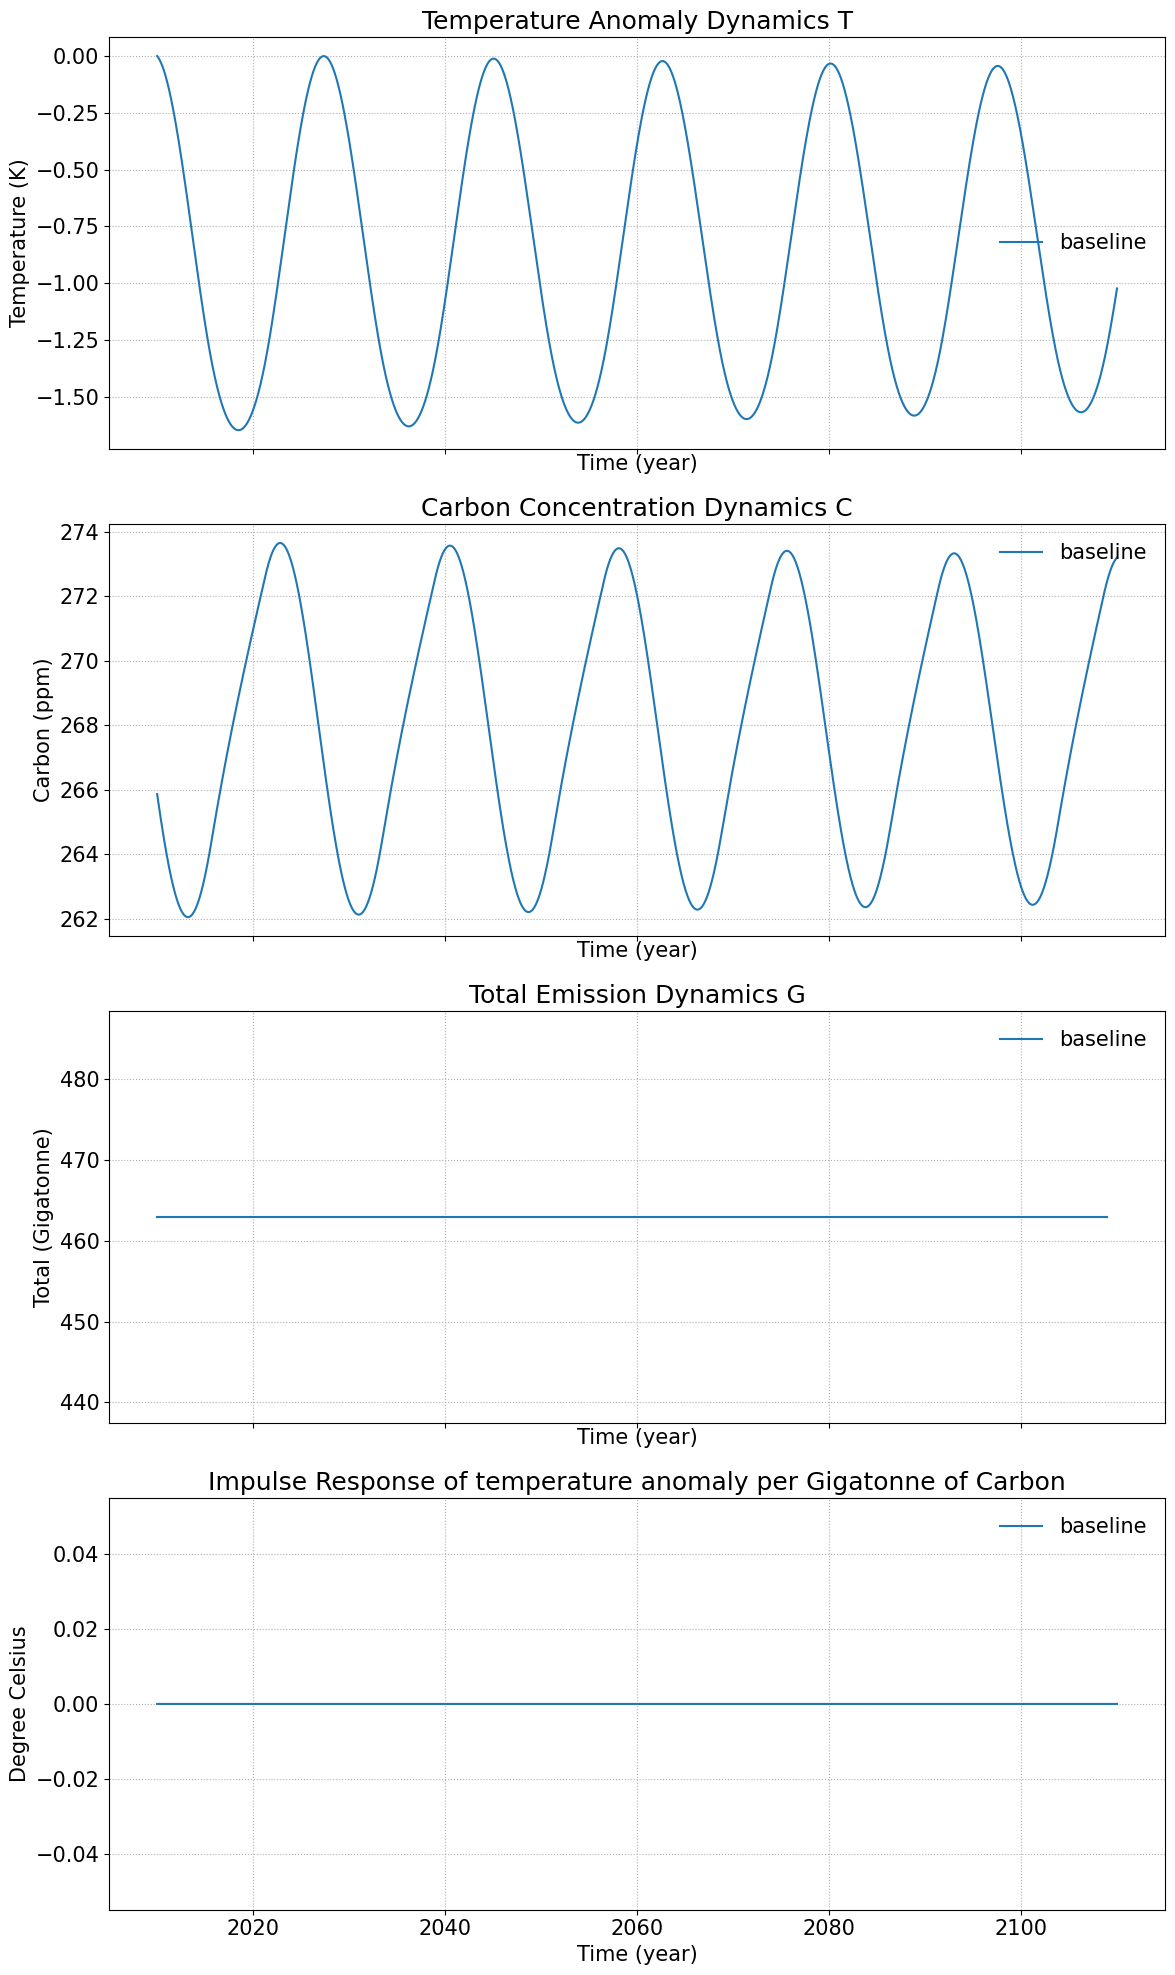 Temperature Anomaly Dynamics T
0.00
−0.25
−0.50
−0.75
−1.00
−1.25
−1.50
Temperature (K)
baseline
Time (year)
Carbon Concentration Dynamics C
274
272
270
268
266
264
262
Carbon (ppm)
baseline
Time (year)
Total Emission Dynamics G
480
470
460
450
440
Total (Gigatonne)
baseline
Time (year)
Impulse Response of temperature anomaly per Gigatonne of Carbon
0.04
0.02
0.00
−0.02
−0.04
Degree Celsius
baseline
2020 2040 2060 2080 2100
Time (year)